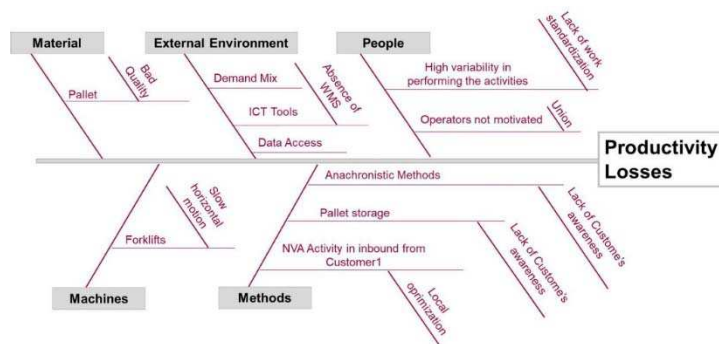 Material
External Environment
People
Bad
Quality
Pallet
Demand Mix
Absence of
WMS
ICT Tools
Data Access
Lack of work
standardization
High variability in
performing the activities
Operators not motivated
Union
Productivity
Losses
Slow
horizontal
motion
Forklifts
Anachronistic Methods
Lack of Custome's
awareness
Pallet storage
Lack of Custome's
awareness
NVA Activity in inbound from
Customer1
Local
oprimization
Machines
Methods